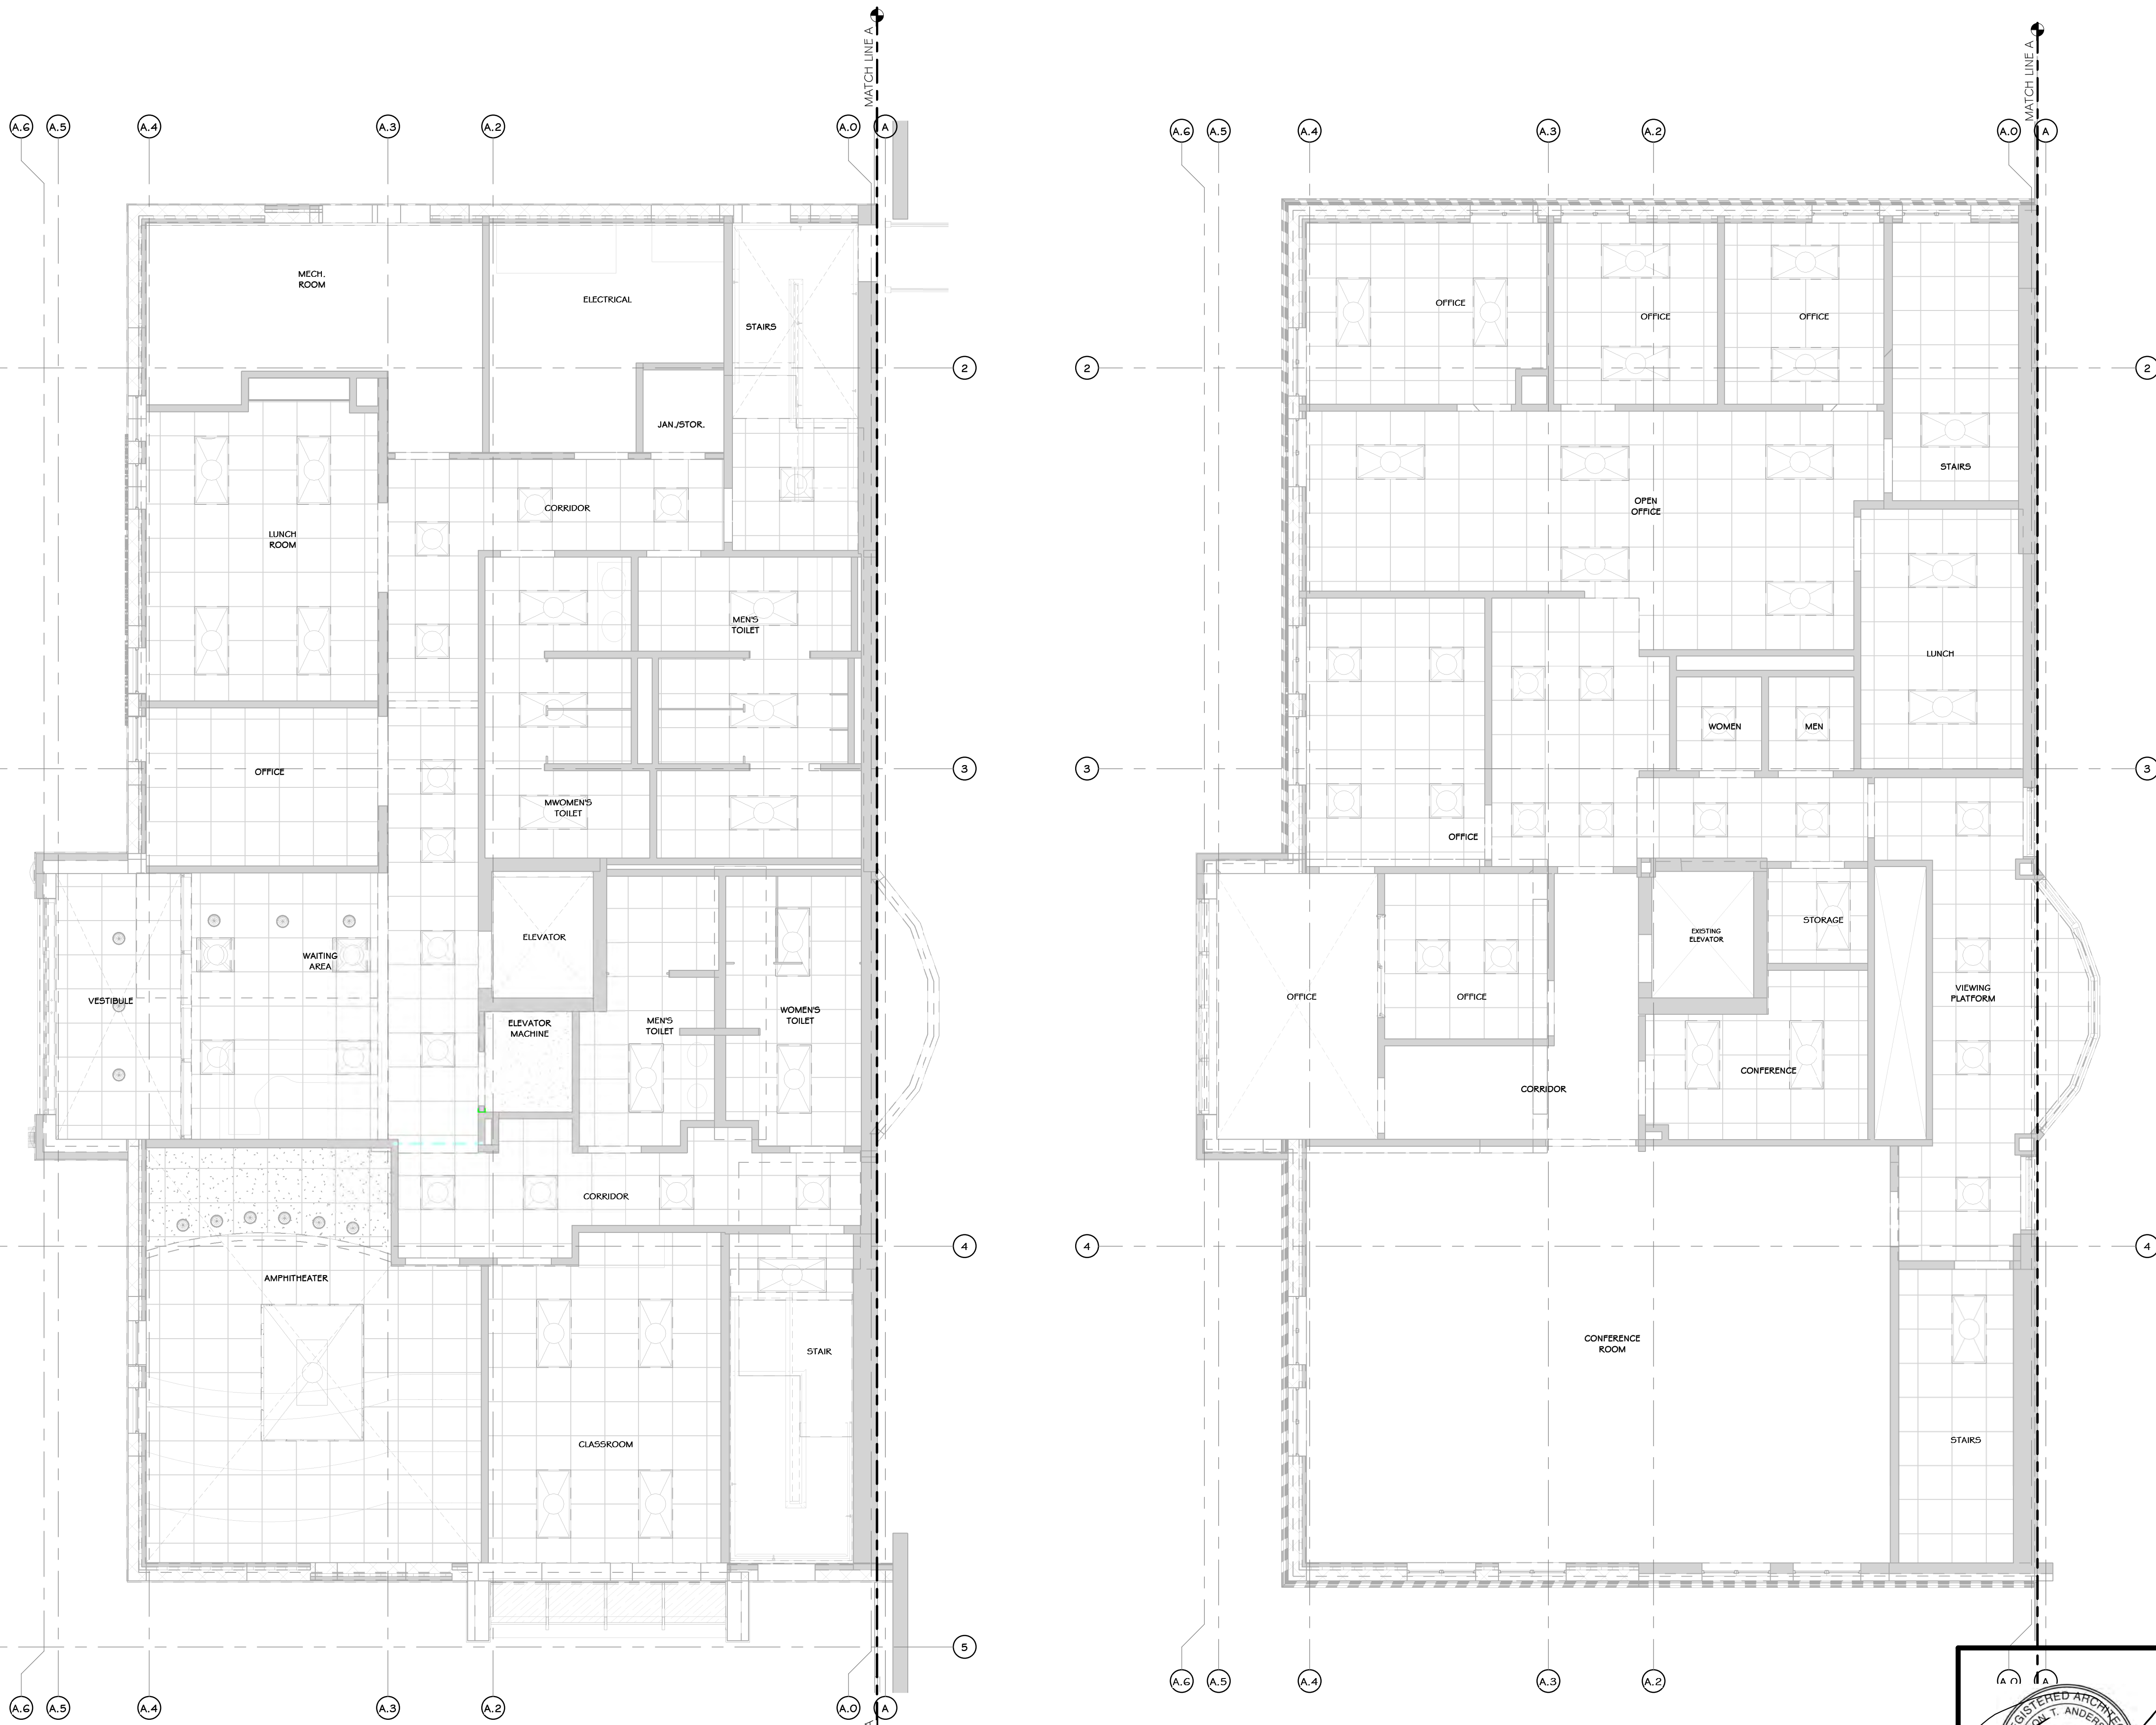 MATCH LINE A
MATCH LINE A
A.6 A.5 A.4 A.3 A.2 A.0 A
A.6 A.5 A.4 A.3 A.2 A.0 A
MECH.
ROOM
ELECTRICAL
STAIRS
2
JAN./STOR.
CORRIDOR
LUNCH
ROOM
MEN'S
TOILET
OFFICE
3
MWOMEN'S
TOILET
ELEVATOR
WAITING
AREA
VESTIBULE
ELEVATOR
MACHINE
MEN'S
TOILET
WOMEN'S
TOILET
CORRIDOR
4
AMPHITHEATER
STAIR
CLASSROOM
5
A.6 A.5 A.4 A.3 A.2 A.0 A
OFFICE
OFFICE
OFFICE
2
2
STAIRS
OPEN
OFFICE
LUNCH
WOMEN
MEN
3
3
OFFICE
STORAGE
EXISTING
ELEVATOR
OFFICE
OFFICE
VIEWING
PLATFORM
CONFERENCE
CORRIDOR
4
4
CONFERENCE
ROOM
STAIRS
A.6 A.5 A.4 A.3 A.2 A.0 A